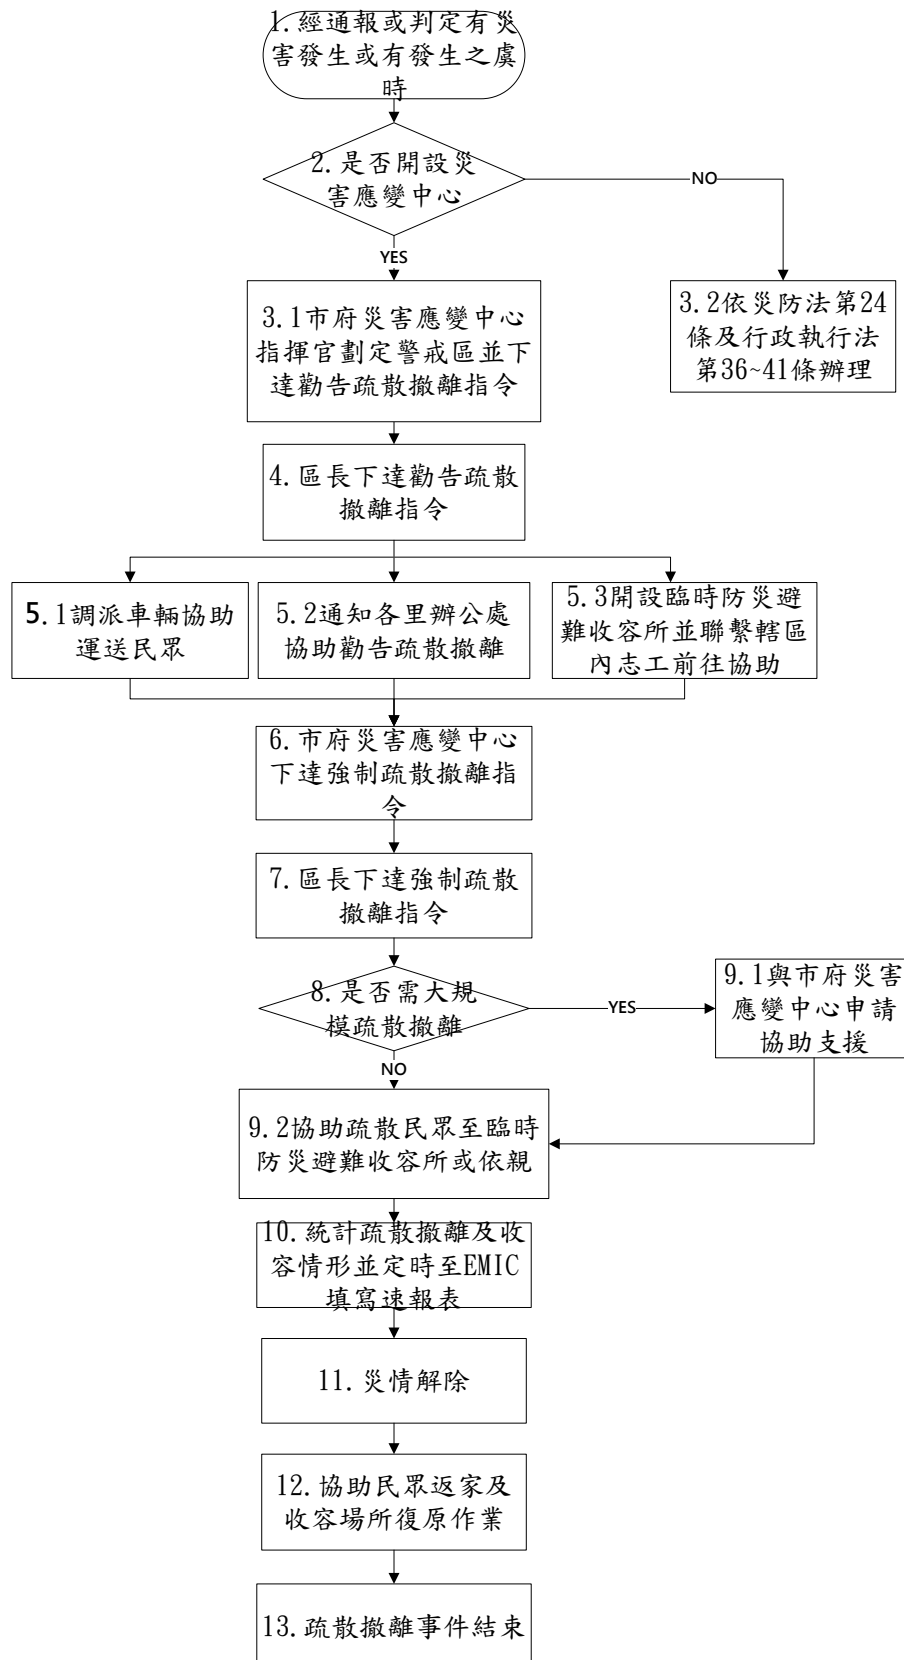 1.經通報或判定有災
害發生或有發生之虞
時
2.是否開設災
害應變中心
NO
YES
3.1市府災害應變中心
指揮官劃定警戒區並下
達勸告疏散撤離指令
3.2依災防法第24
條及行政執行法
第36~41條辦理
4.區長下達勸告疏散
撤離指令
5.1調派車輛協助
運送民眾
5.2通知各里辦公處
協助勸告疏散撤離
5.3開設臨時防災避
難收容所並聯繫轄區
內志工前往協助
6.市府災害應變中心
下達強制疏散撤離指
令
7.區長下達強制疏散
撤離指令
8.是否需大規
模疏散撤離
YES
9.1與市府災害
應變中心申請
協助支援
NO
9.2協助疏散民眾至臨時
防災避難收容所或依親
10.統計疏散撤離及收
容情形並定時至EMIC
填寫速報表
11.災情解除
12.協助民眾返家及
收容場所復原作業
13.疏散撤離事件結束